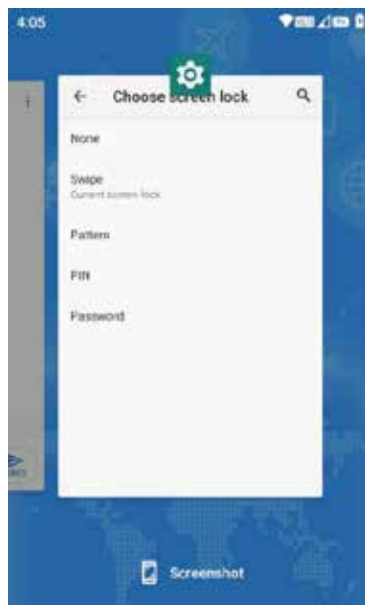 4:05
Choose screen lock
None
Swipe
Current screen lock
Pattern
PIN
Password
Screenshot